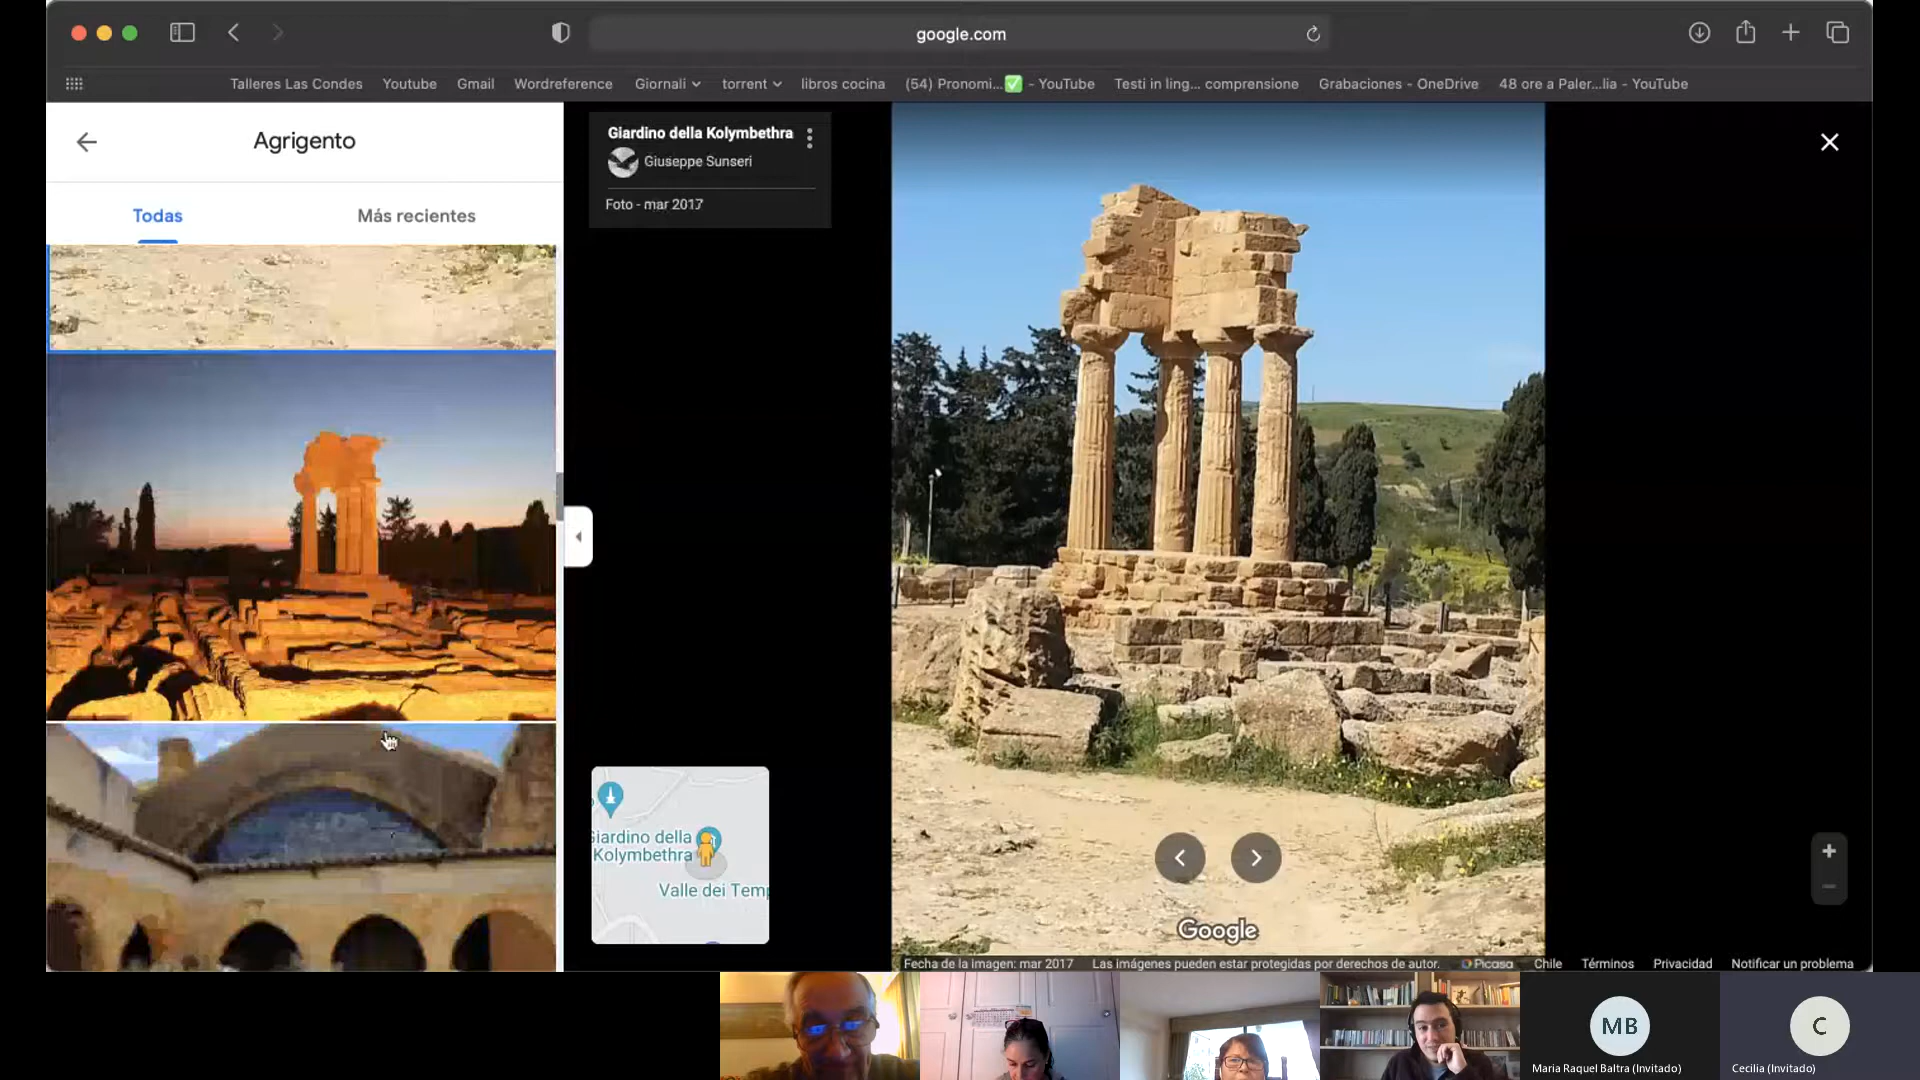 google.com
Talleres Las Condes Youtube Gmail Wordreference Giornali torrent libros cocina (54) Pronomi...✅ - YouTube Testi in ling... comprensione Grabaciones - OneDrive 48 ore a Paler...lia - YouTube
Agrigento
Todas Más recientes
Giardino della Kolymbethra
Giuseppe Sunseri
Foto - mar 2017
Giardino della
Kolymbethra
Valle dei Temp
Google
Fecha de la imagen: mar 2017 Las imágenes pueden estar protegidas por derechos de autor. Picasa Chile Términos Privacidad Notificar un problema
MB
Maria Raquel Baltra (Invitado)
C
Cecilia (Invitado)